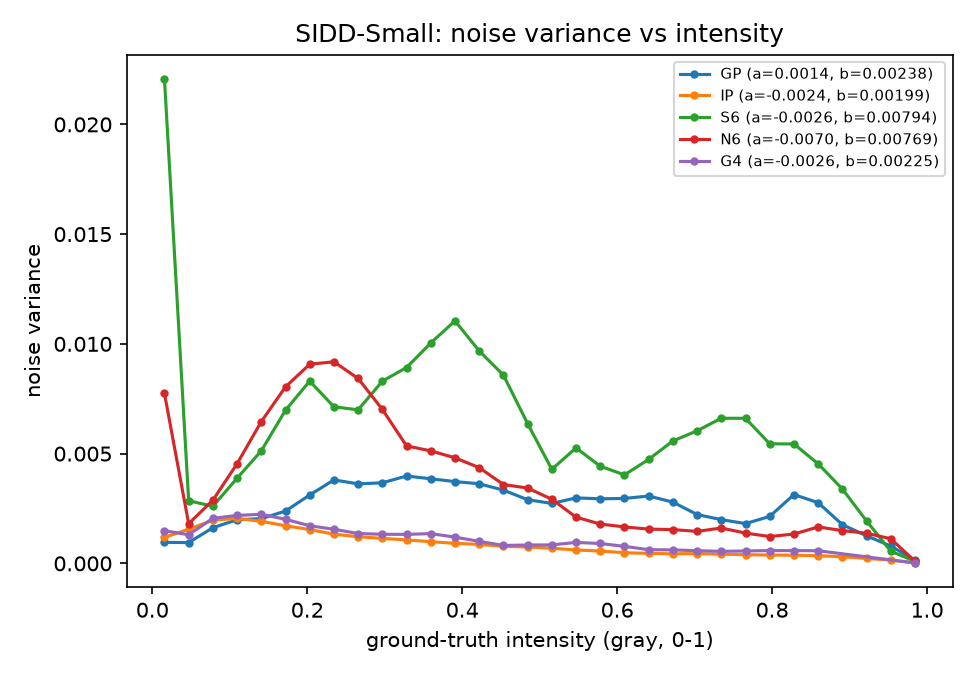 SIDD-Small: noise variance vs intensity
GP (a=0.0014, b=0.00238)
IP (a=-0.0024, b=0.00199)
S6 (a=-0.0026, b=0.00794)
N6 (a=-0.0070, b=0.00769)
G4 (a=-0.0026, b=0.00225)
noise variance
0.020
0.015
0.010
0.005
0.000
0.0 0.2 0.4 0.6 0.8 1.0
ground-truth intensity (gray, 0-1)